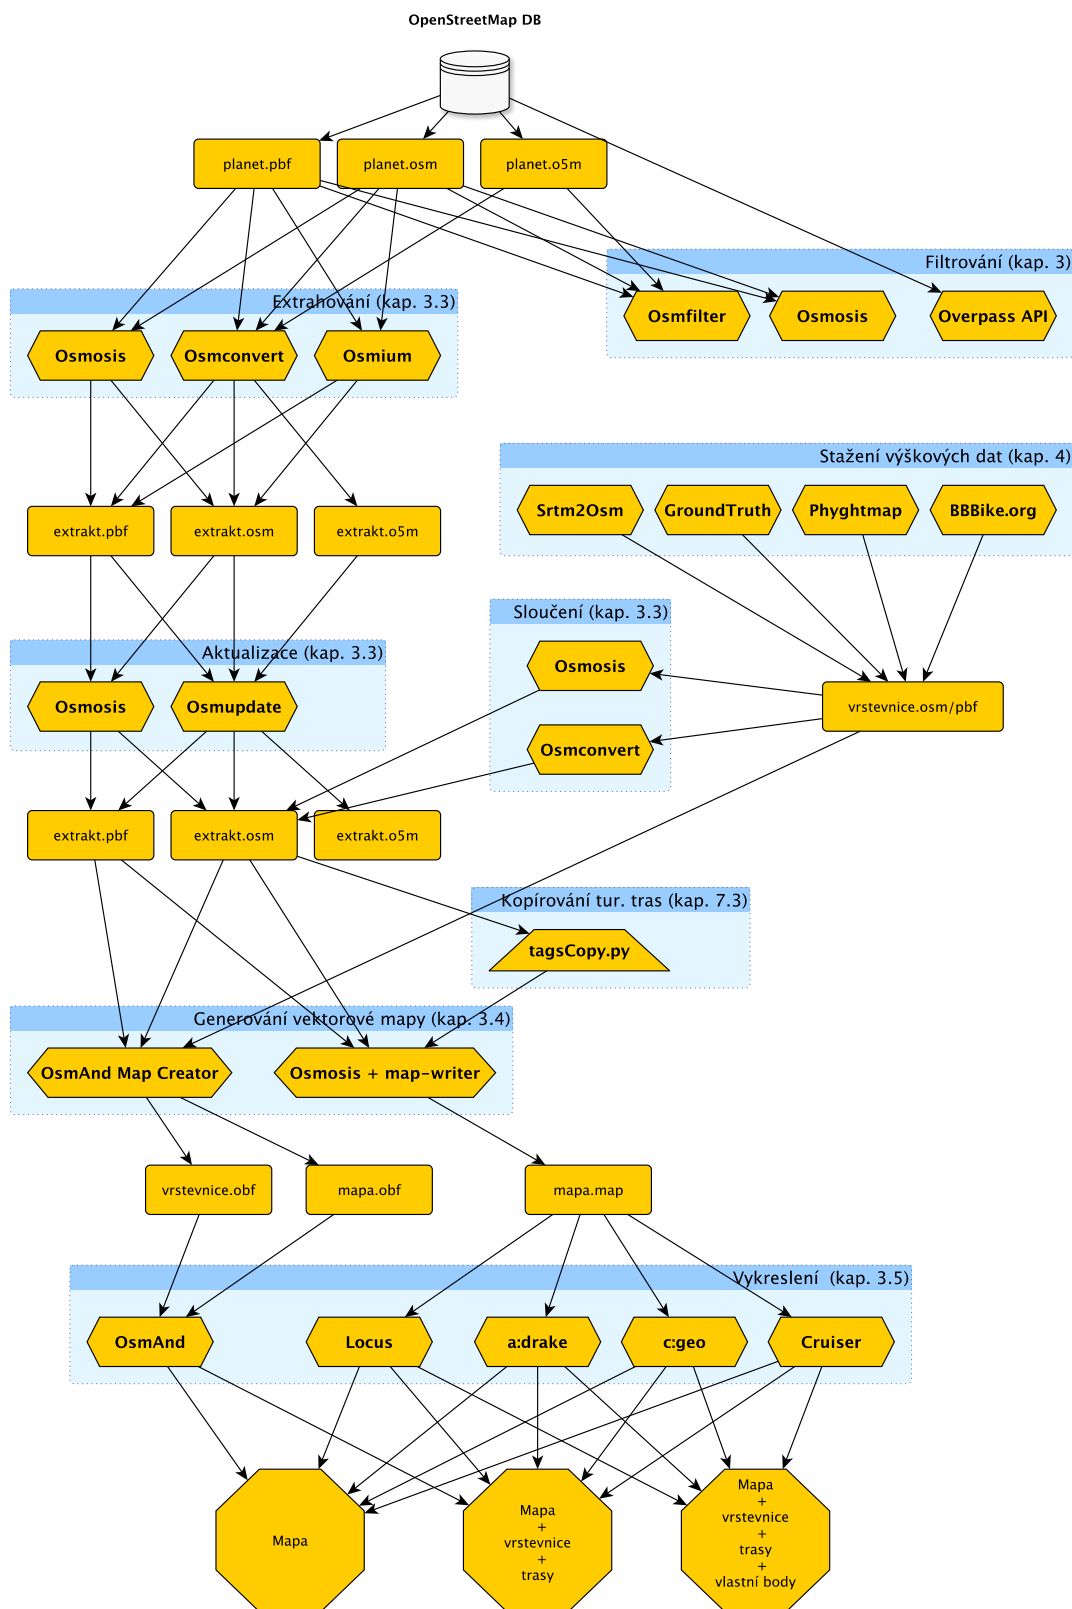 OpenStreetMap DB
planet.pbf
planet.osm
planet.o5m
Filtrování (kap. 3)
Osmfilter
Osmosis
Overpass API
Extrahování (kap. 3.3)
Osmosis
Osmconvert
Osmium
Stažení výškových dat (kap. 4)
Srtm2Osm
GroundTruth
Phyghtmap
BBBike.org
extrakt.pbf
extrakt.osm
extrakt.o5m
Sloučení (kap. 3.3)
Osmosis
Osmconvert
vrstevnice.osm/pbf
Aktualizace (kap. 3.3)
Osmosis
Osmupdate
extrakt.pbf
extrakt.osm
extrakt.o5m
Kopírování tur. tras (kap. 7.3)
tagsCopy.py
Generování vektorové mapy (kap. 3.4)
OsmAnd Map Creator
Osmosis + map-writer
vrstevnice.obf
mapa.obf
mapa.map
Vykreslení  (kap. 3.5)
OsmAnd
Locus
a:drake
c:geo
Cruiser
Mapa
Mapa
+
vrstevnice
+
trasy
Mapa
+
vrstevnice
+
trasy
+
vlastní body